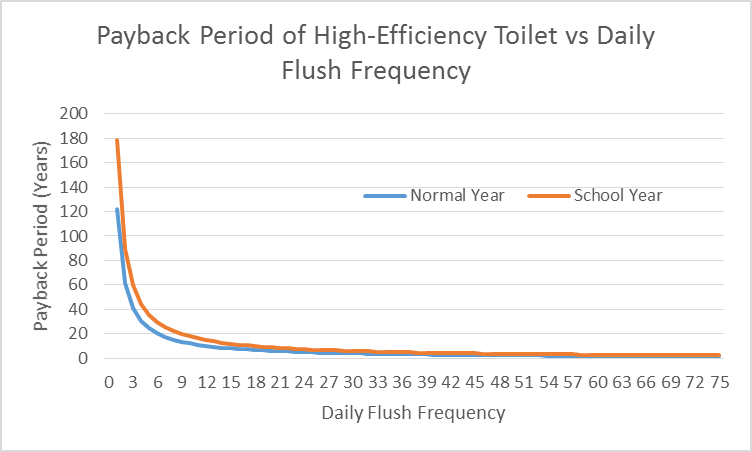 Payback Period of High-Efficiency Toilet vs Daily
Flush Frequency
200
180
160
140
120
100
80
60
40
20
0
Payback Period (Years)
Normal Year
School Year
0 3 6 9 12 15 18 21 24 27 30 33 36 39 42 45 48 51 54 57 60 63 66 69 72 75
Daily Flush Frequency